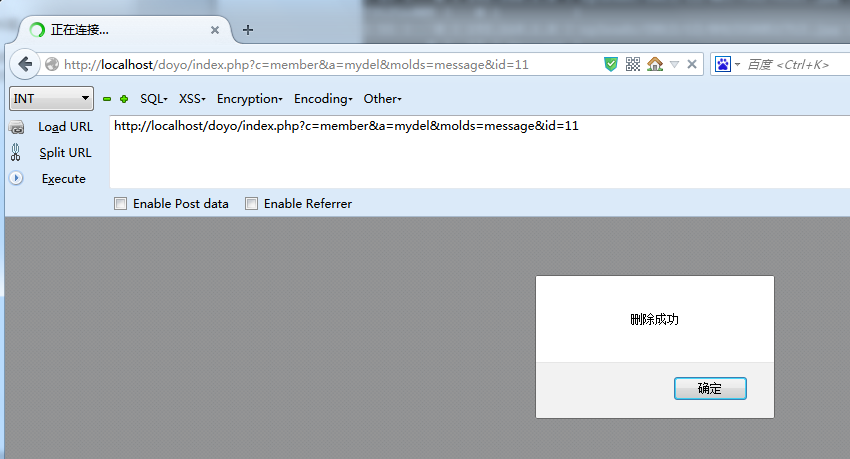 正在连接...
http://localhost/doyo/index.php?c=member&a=mydel&molds=message&id=11
百度 <Ctrl+K>
INT SQL XSS Encryption Encoding Other
Load URL
http://localhost/doyo/index.php?c=member&a=mydel&molds=message&id=11
Split URL
Execute
Enable Post data Enable Referrer
删除成功
确定